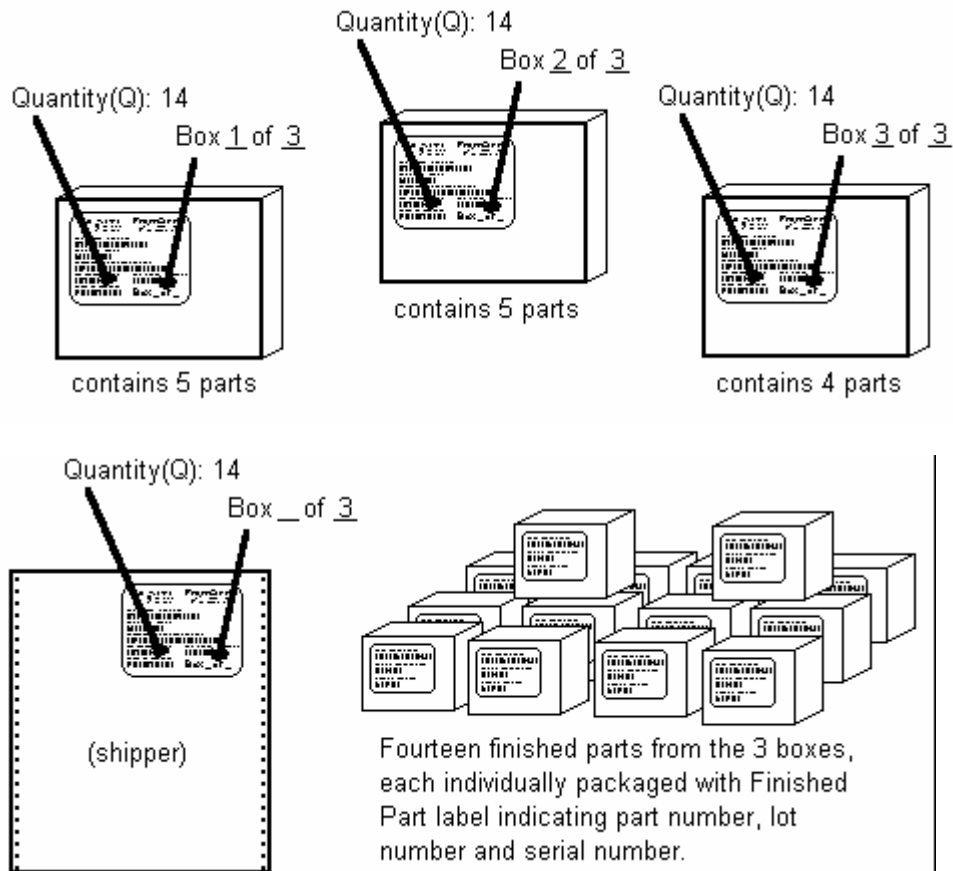 Quantity(Q): 14
Box 2 of 3
Quantity(Q): 14
Box 1 of 3
Quantity(Q): 14
Box 3 of 3
contains 5 parts
contains 5 parts
contains 4 parts
Quantity(Q): 14
Box _ of 3
(shipper)
Fourteen finished parts from the 3 boxes,
each individually packaged with Finished
Part label indicating part number, lot
number and serial number.